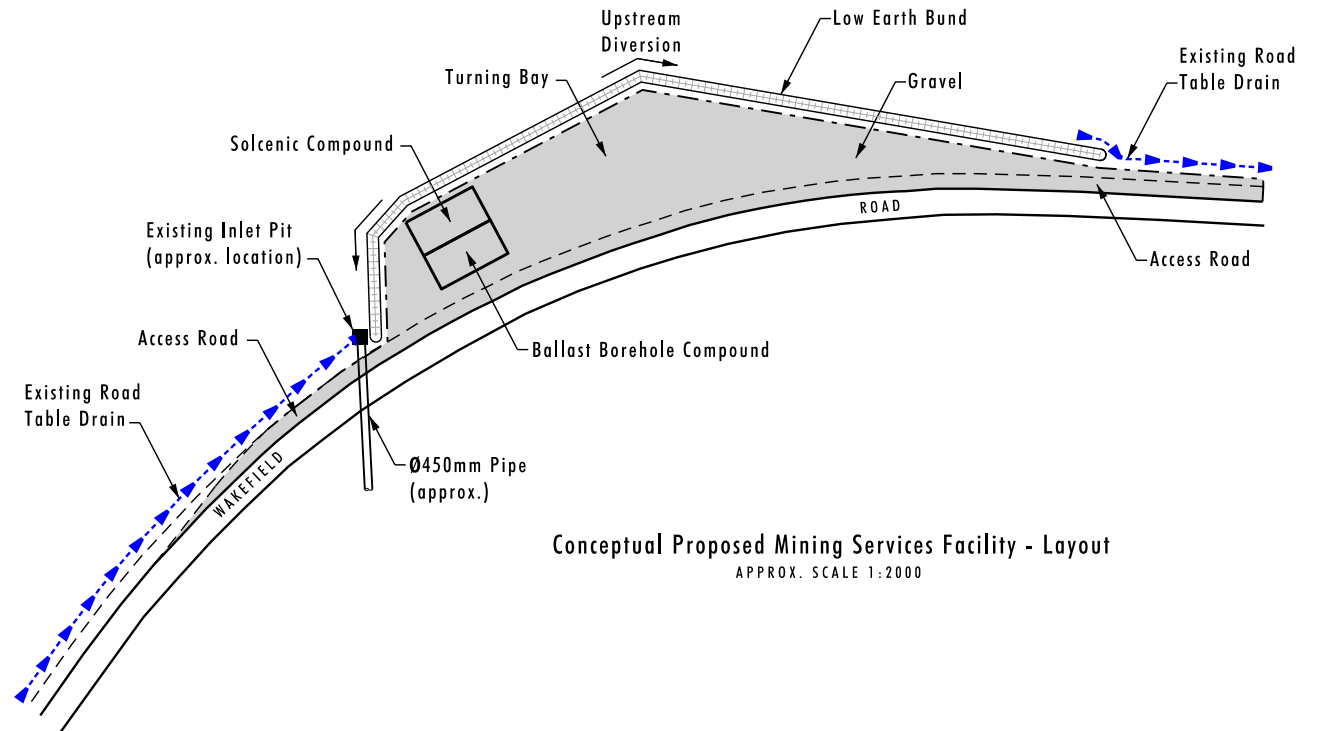 Upstream
Diversion
Low Earth Bund
Existing Road
Table Drain
Turning Bay
Gravel
Solcenic Compound
Existing Inlet Pit
(approx. location)
ROAD
Access Road
Access Road
Ballast Borehole Compound
Existing Road
Table Drain
Ø450mm Pipe
(approx.)
WAKEFIELD
Conceptual Proposed Mining Services Facility - Layout
APPROX. SCALE 1:2000